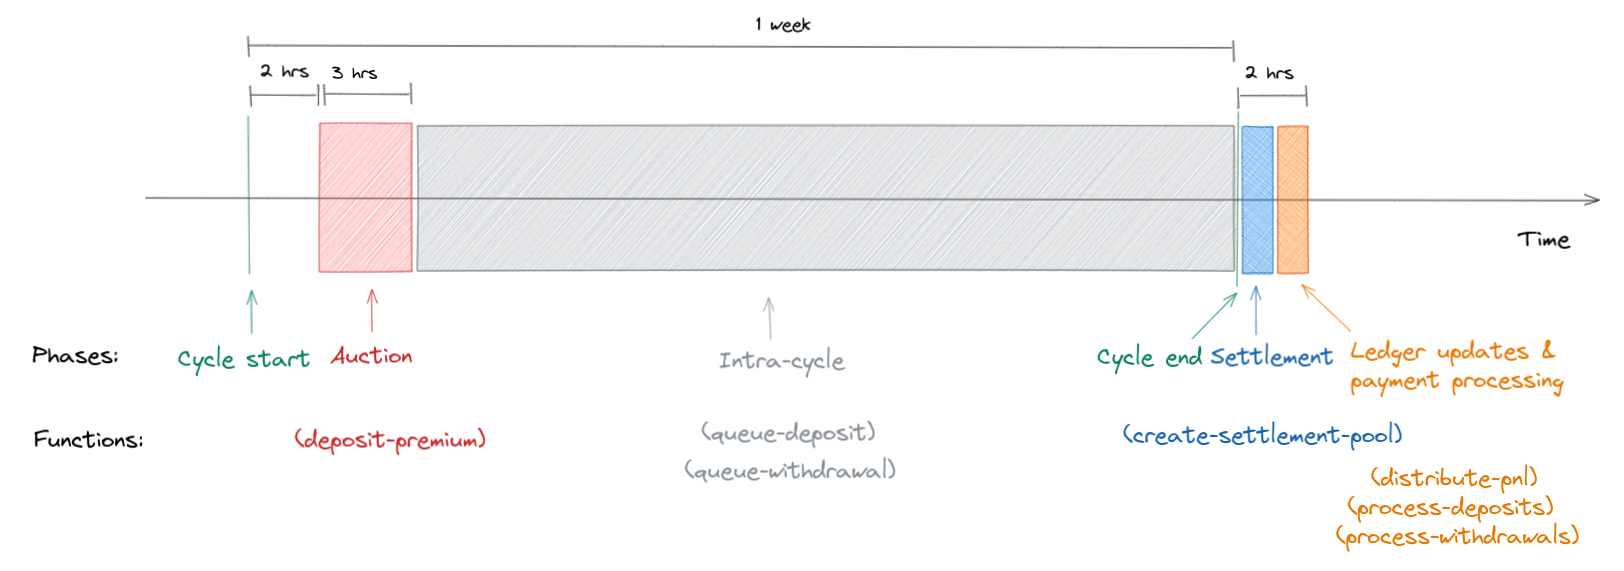 1 week
2 hrs
3 hrs
2 hrs
Time
Phases:
Cycle start
Auction
Intra-cycle
Cycle end
Settlement
Ledger updates &
payment processing
Functions:
(deposit-premium)
(queue-deposit)
(queue-withdrawal)
(create-settlement-pool)
(distribute-pnl)
(process-deposits)
(process-withdrawals)